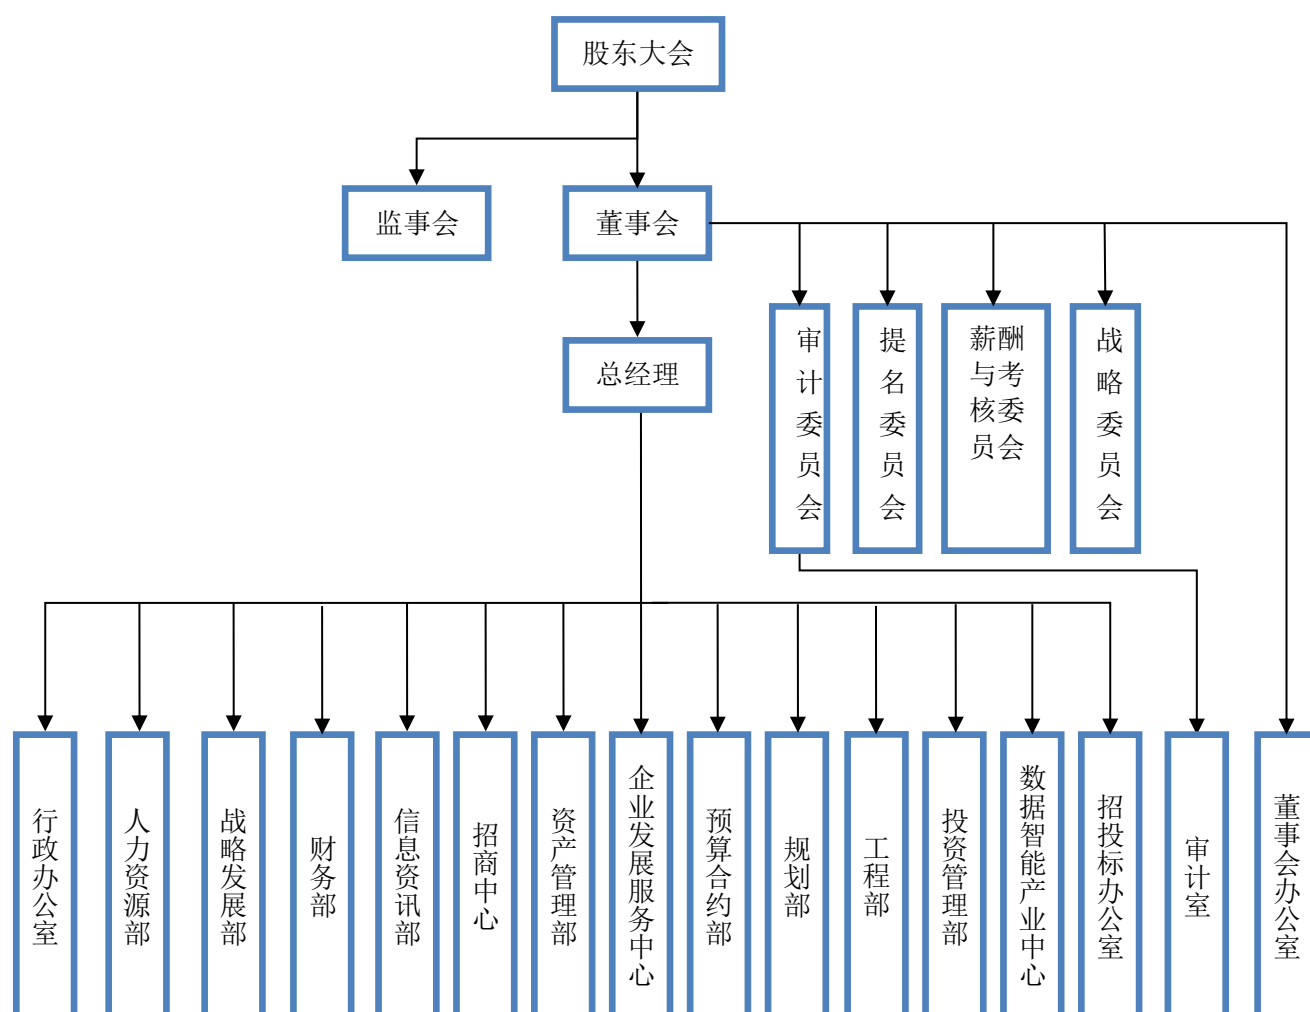 股东大会
监事会
董事会
总经理
审计委员会
提名委员会
薪酬
与考
核委
员会
战略委员会
行政办公室
人力资源部
战略发展部
财务部
信息资讯部
招商中心
资产管理部
企业发展服务中心
预算合约部
规划部
工程部
投资管理部
数据智能产业中心
招投标办公室
审计室
董事会办公室